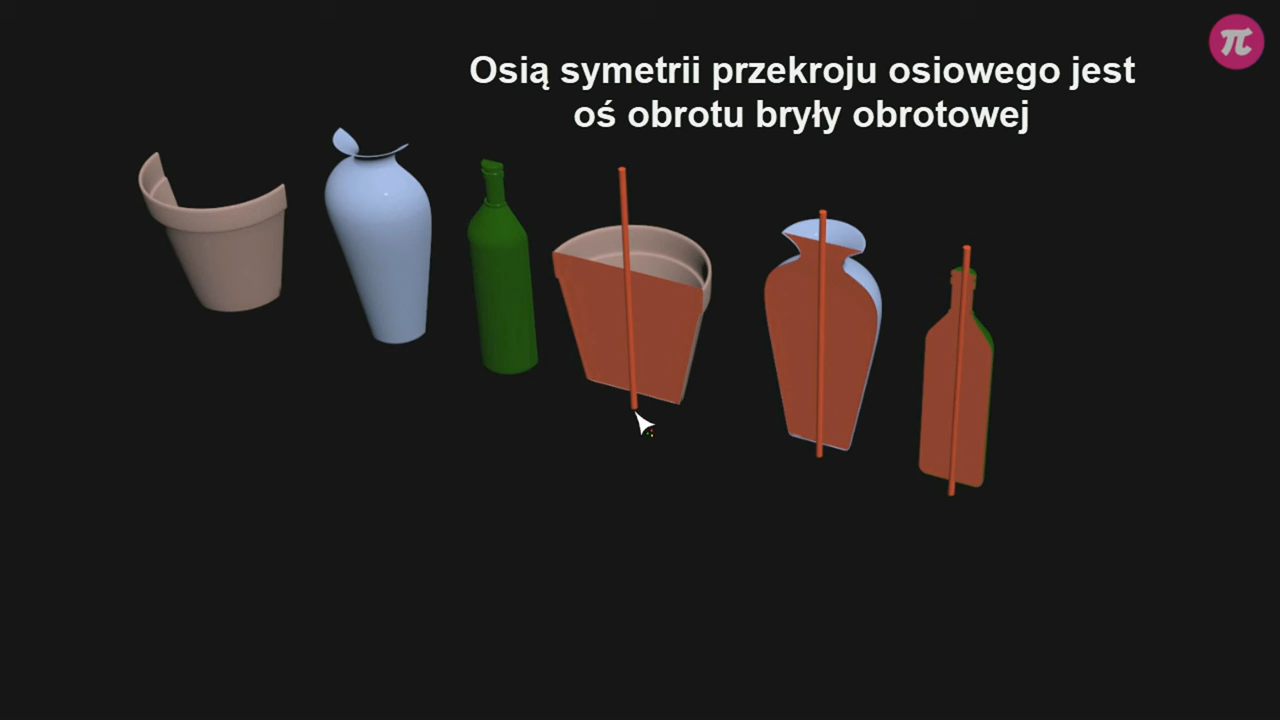 Osią symetrii przekroju osiowego jest
oś obrotu bryły obrotowej
π